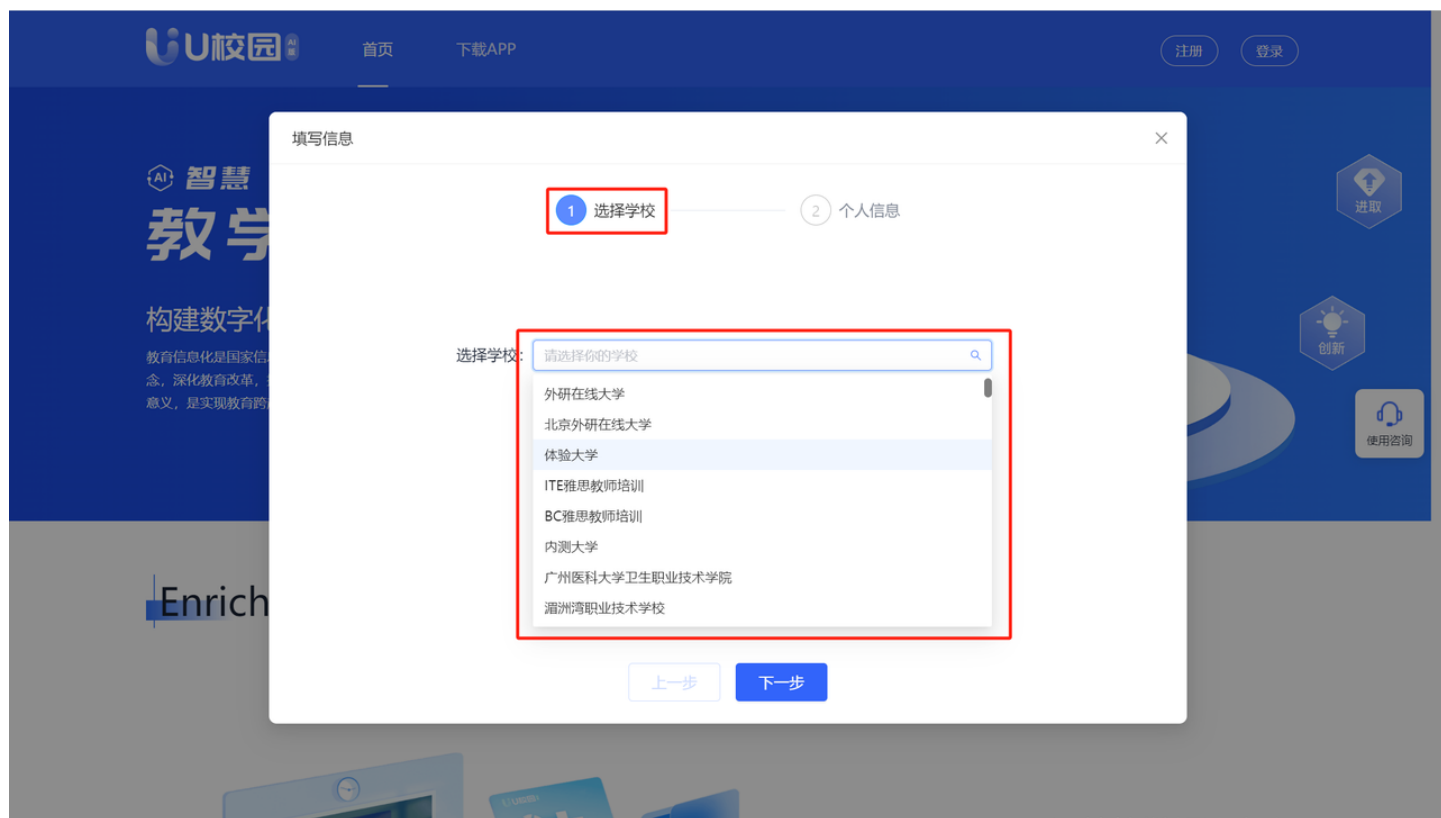 U校园 AI版
首页
下载APP
注册
登录
填写信息
1 选择学校
2 个人信息
AI 智慧
教学
进取
构建数字化
教育信息化是国家信
念，深化教育改革，
意义，是实现教育跨
创新
使用咨询
选择学校：
请选择你的学校
外研在线大学
北京外研在线大学
体验大学
ITE雅思教师培训
BC雅思教师培训
内测大学
广州医科大学卫生职业技术学院
湄洲湾职业技术学校
Enrich
上一步
下一步